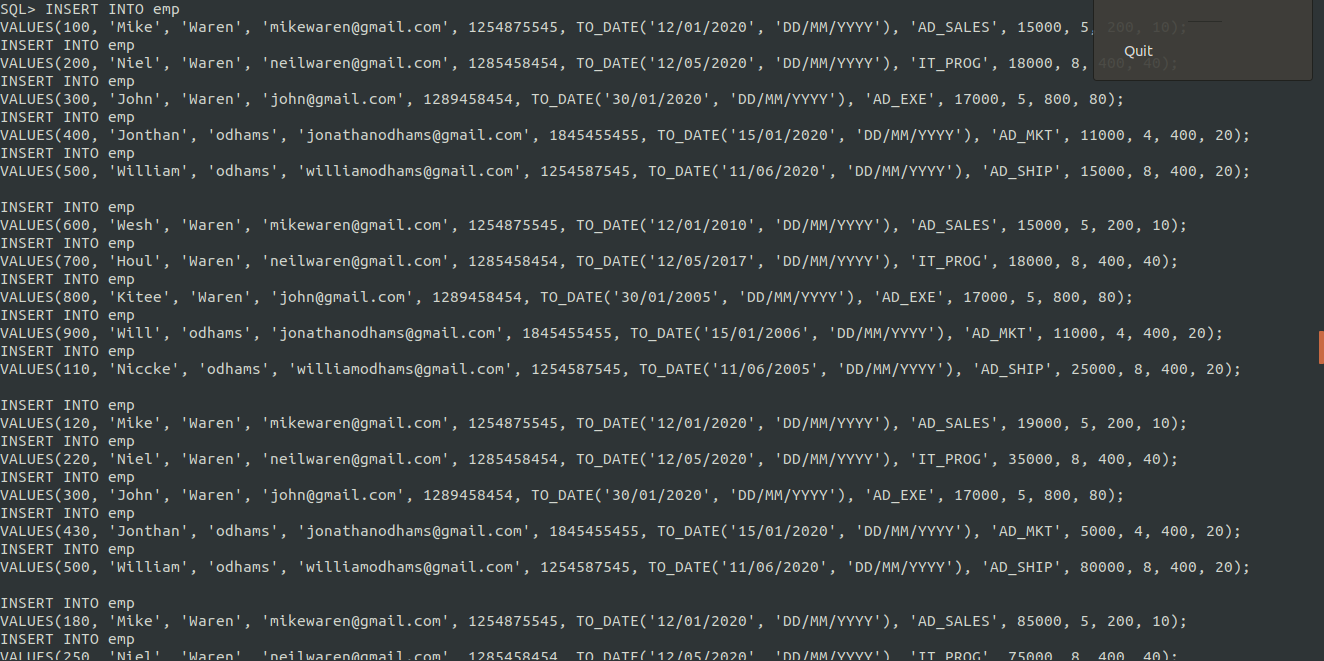 SQL> INSERT INTO emp
VALUES(100, 'Mike', 'Waren', 'mikewaren@gmail.com', 1254875545, TO_DATE('12/01/2020', 'DD/MM/YYYY'), 'AD_SALES', 15000, 5, 200, 10);
INSERT INTO emp
Quit
VALUES(200, 'Niel', 'Waren', 'neilwaren@gmail.com', 1285458454, TO_DATE('12/05/2020', 'DD/MM/YYYY'), 'IT_PROG', 18000, 8, 400, 40);
INSERT INTO emp
VALUES(300, 'John', 'Waren', 'john@gmail.com', 1289458454, TO_DATE('30/01/2020', 'DD/MM/YYYY'), 'AD_EXE', 17000, 5, 800, 80);
INSERT INTO emp
VALUES(400, 'Jonthan', 'odhams', 'jonathanodhams@gmail.com', 1845455455, TO_DATE('15/01/2020', 'DD/MM/YYYY'), 'AD_MKT', 11000, 4, 400, 20);
INSERT INTO emp
VALUES(500, 'William', 'odhams', 'williamodhams@gmail.com', 1254587545, TO_DATE('11/06/2020', 'DD/MM/YYYY'), 'AD_SHIP', 15000, 8, 400, 20);
INSERT INTO emp
VALUES(600, 'Wesh', 'Waren', 'mikewaren@gmail.com', 1254875545, TO_DATE('12/01/2010', 'DD/MM/YYYY'), 'AD_SALES', 15000, 5, 200, 10);
INSERT INTO emp
VALUES(700, 'Houl', 'Waren', 'neilwaren@gmail.com', 1285458454, TO_DATE('12/05/2017', 'DD/MM/YYYY'), 'IT_PROG', 18000, 8, 400, 40);
INSERT INTO emp
VALUES(800, 'Kitee', 'Waren', 'john@gmail.com', 1289458454, TO_DATE('30/01/2005', 'DD/MM/YYYY'), 'AD_EXE', 17000, 5, 800, 80);
INSERT INTO emp
VALUES(900, 'Will', 'odhams', 'jonathanodhams@gmail.com', 1845455455, TO_DATE('15/01/2006', 'DD/MM/YYYY'), 'AD_MKT', 11000, 4, 400, 20);
INSERT INTO emp
VALUES(110, 'Niccke', 'odhams', 'williamodhams@gmail.com', 1254587545, TO_DATE('11/06/2005', 'DD/MM/YYYY'), 'AD_SHIP', 25000, 8, 400, 20);
INSERT INTO emp
VALUES(120, 'Mike', 'Waren', 'mikewaren@gmail.com', 1254875545, TO_DATE('12/01/2020', 'DD/MM/YYYY'), 'AD_SALES', 19000, 5, 200, 10);
INSERT INTO emp
VALUES(220, 'Niel', 'Waren', 'neilwaren@gmail.com', 1285458454, TO_DATE('12/05/2020', 'DD/MM/YYYY'), 'IT_PROG', 35000, 8, 400, 40);
INSERT INTO emp
VALUES(300, 'John', 'Waren', 'john@gmail.com', 1289458454, TO_DATE('30/01/2020', 'DD/MM/YYYY'), 'AD_EXE', 17000, 5, 800, 80);
INSERT INTO emp
VALUES(430, 'Jonthan', 'odhams', 'jonathanodhams@gmail.com', 1845455455, TO_DATE('15/01/2020', 'DD/MM/YYYY'), 'AD_MKT', 5000, 4, 400, 20);
INSERT INTO emp
VALUES(500, 'William', 'odhams', 'williamodhams@gmail.com', 1254587545, TO_DATE('11/06/2020', 'DD/MM/YYYY'), 'AD_SHIP', 80000, 8, 400, 20);
INSERT INTO emp
VALUES(180, 'Mike', 'Waren', 'mikewaren@gmail.com', 1254875545, TO_DATE('12/01/2020', 'DD/MM/YYYY'), 'AD_SALES', 85000, 5, 200, 10);
INSERT INTO emp
VALUES(250, 'Niel', 'Waren', 'neilwaren@gmail.com', 1285458454, TO_DATE('12/05/2020', 'DD/MM/YYYY'), 'IT_PROG', 75000, 8, 400, 40);